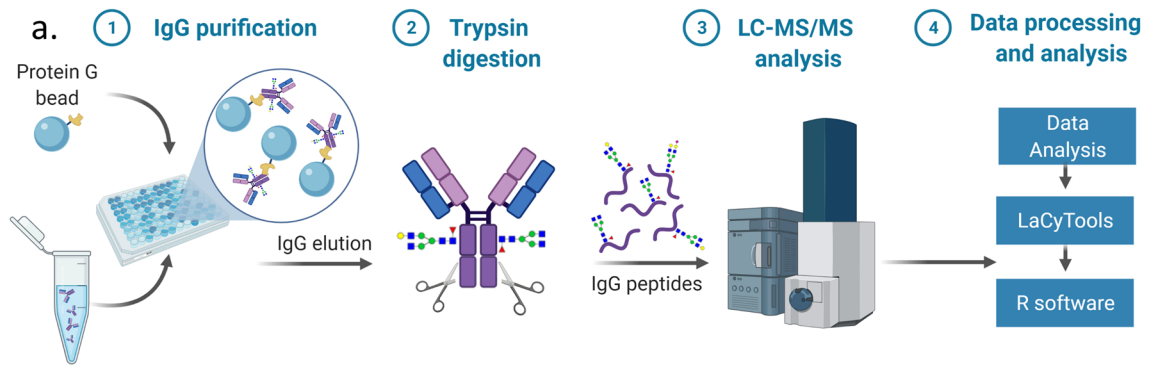 a.
1
IgG purification
Protein G
bead
IgG elution
2
Trypsin
digestion
IgG peptides
3
LC-MS/MS
analysis
4
Data processing
and analysis
Data
Analysis
LaCyTools
R software